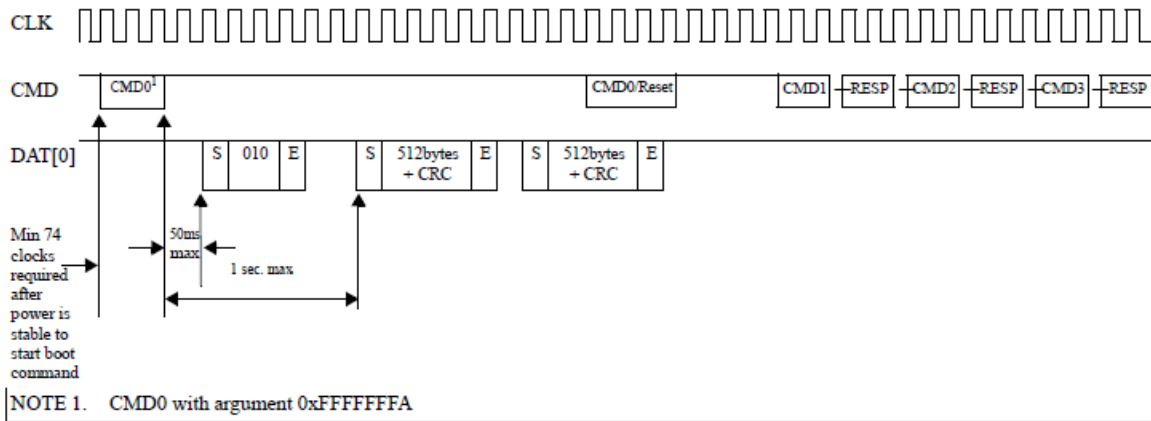 CLK
CMD CMD0¹ CMD0/Reset CMD1 RESP CMD2 RESP CMD3 RESP
DAT[0] S 010 E S 512bytes + CRC E S 512bytes + CRC E
Min 74
clocks
required
after
power is
stable to
start boot
command
50ms
max
1 sec. max
NOTE 1. CMD0 with argument 0xFFFFFFFA